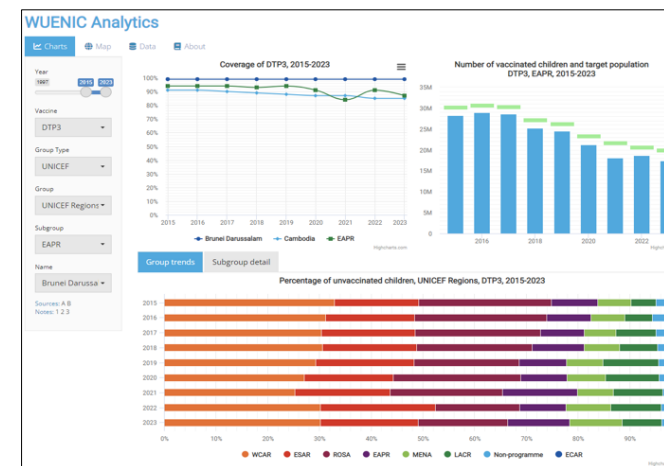 WUENIC Analytics
Charts Map Data About
Year
1997 2015 2023
Vaccine
DTP3
Group Type
UNICEF
Group
UNICEF Regions
Subgroup
EAPR
Name
Brunei Darussa
Sources: A B
Notes: 1 2 3
Coverage of DTP3, 2015-2023
100%
90%
80%
70%
60%
50%
40%
30%
20%
10%
0%
2015 2016 2017 2018 2019 2020 2021 2022 2023
Brunei Darussalam Cambodia EAPR
Highcharts.com
Number of vaccinated children and target population
DTP3, EAPR, 2015-2023
35M
30M
25M
20M
15M
10M
5M
0
2016 2018 2020 2022
Group trends Subgroup detail
Percentage of unvaccinated children, UNICEF Regions, DTP3, 2015-2023
2015
2016
2017
2018
2019
2020
2021
2022
2023
0% 10% 20% 30% 40% 50% 60% 70% 80% 90%
WCAR ESAR ROSA EAPR MENA LACR Non-programme ECAR